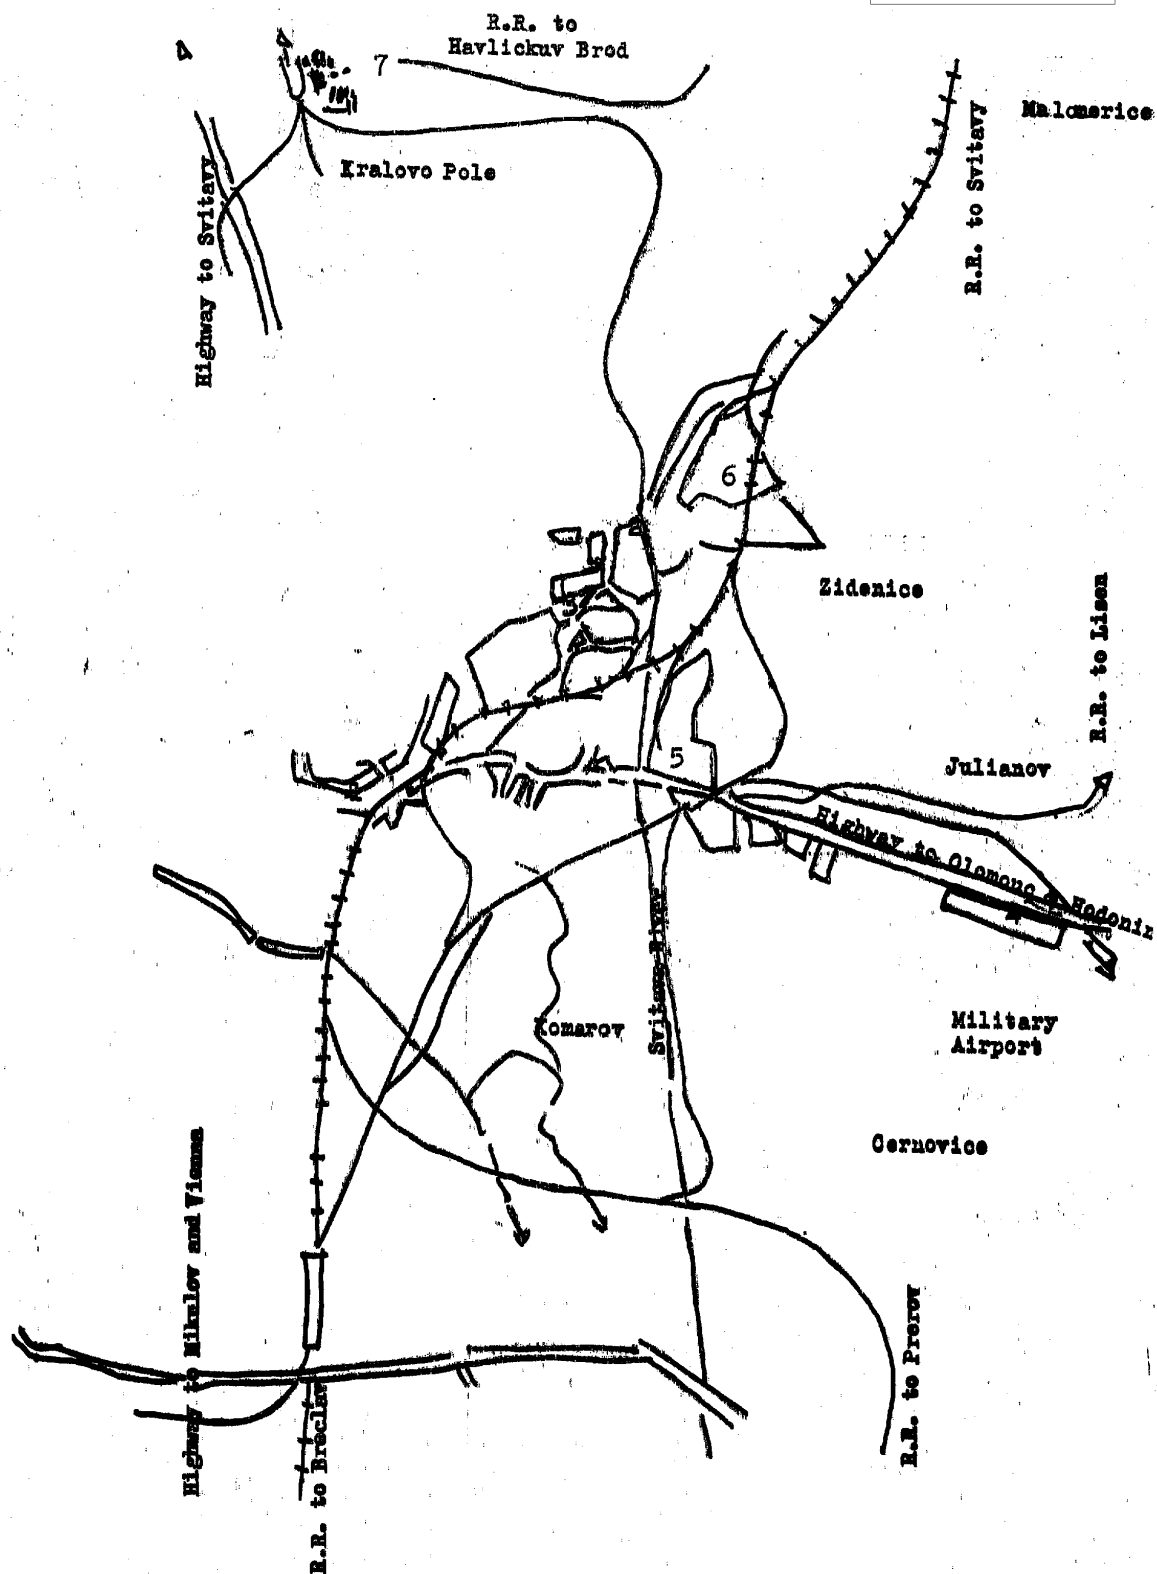 R.R. to
Havlickuv Brod
7
Malomerice
R.R. to Svitavy
Kralovo Pole
Highway to Svitavy
6
Zidenice
R.R. to Lisen
5
Julianov
Highway to Olomouc & Hodonin
Svitava River
Komarov
Military
Airport
Cernovice
Highway to Mikulov and Vienna
R.R. to Prerov
R.R. to Breclav